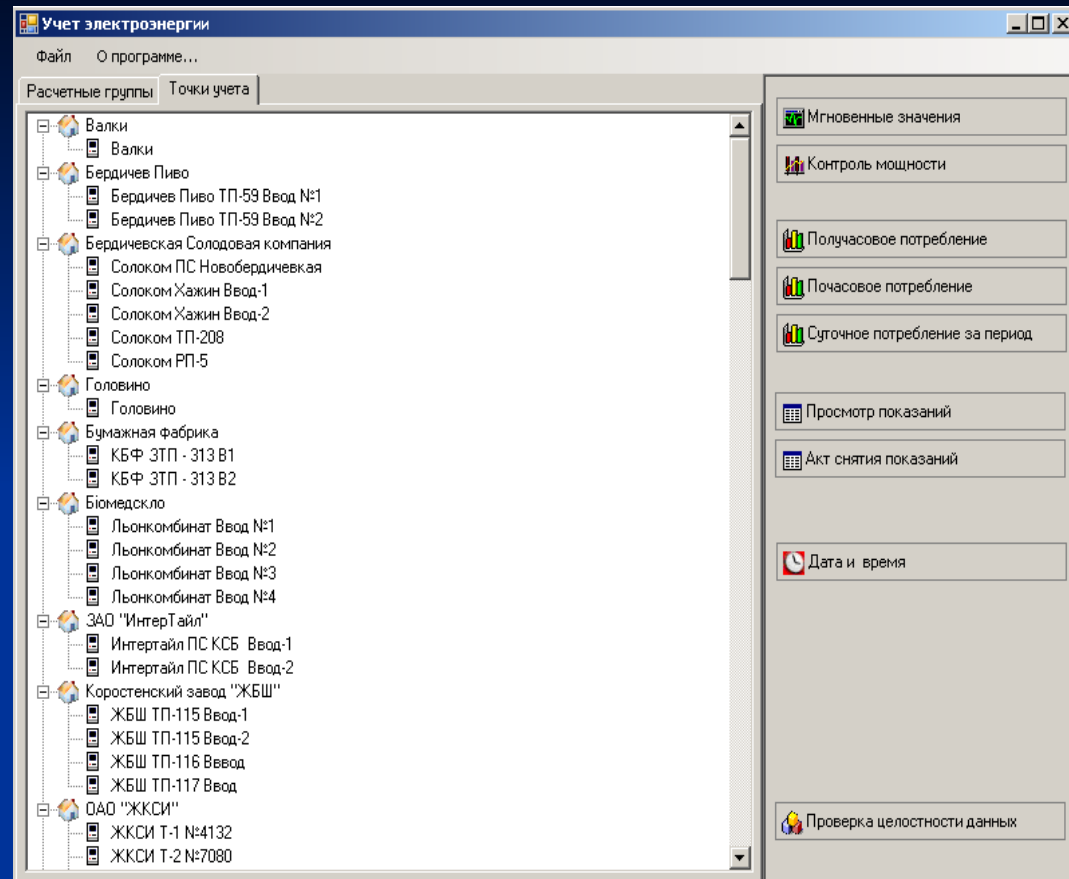 Учет электроэнергии
Файл О программе...
Расчетные группы Точки учета
Валки
Валки
Бердичев Пиво
Бердичев Пиво ТП-59 Ввод №1
Бердичев Пиво ТП-59 Ввод №2
Бердичевская Солодовая компания
Солоком ПС Новобердичевкая
Солоком Хажин Ввод-1
Солоком Хажин Ввод-2
Солоком ТП-208
Солоком РП-5
Головино
Головино
Бумажная фабрика
КБФ ЗТП - 313 В1
КБФ ЗТП - 313 В2
Біомедскло
Льонкомбинат Ввод №1
Льонкомбинат Ввод №2
Льонкомбинат Ввод №3
Льонкомбинат Ввод №4
ЗАО "ИнтерТайл"
Интертайл ПС КСБ Ввод-1
Интертайл ПС КСБ Ввод-2
Коростенский завод "ЖБШ"
ЖБШ ТП-115 Ввод-1
ЖБШ ТП-115 Ввод-2
ЖБШ ТП-116 Вввод
ЖБШ ТП-117 Ввод
ОАО "ЖКСИ"
ЖКСИ Т-1 №4132
ЖКСИ Т-2 №7080
Мгновенные значения
Контроль мощности
Получасовое потребление
Почасовое потребление
Суточное потребление за период
Просмотр показаний
Акт снятия показаний
Дата и время
Проверка целостности данных